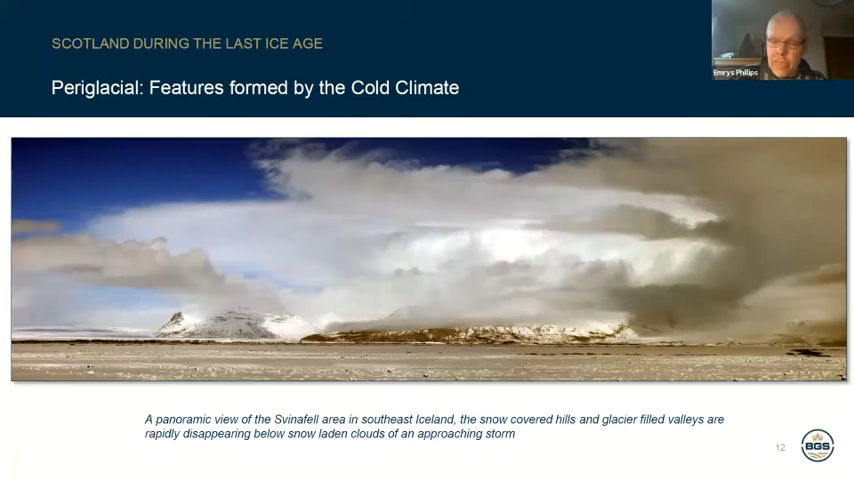 SCOTLAND DURING THE LAST ICE AGE
Periglacial: Features formed by the Cold Climate
Emrys Phillips
A panoramic view of the Svinafell area in southeast Iceland, the snow covered hills and glacier filled valleys are
rapidly disappearing below snow laden clouds of an approaching storm
12
BGS